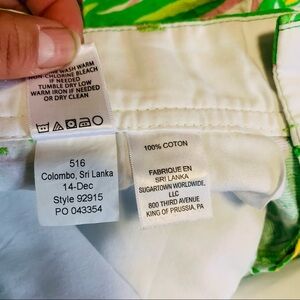 WASH WARM
NON-CHLORINE BLEACH
IF NEEDED
TUMBLE DRY LOW
WARM IRON IF NEEDED
OR DRY CLEAN
516
Colombo, Sri Lanka
14-Dec
Style 92915
PO 043354
100% COTON
FABRIQUE EN
SRI LANKA
SUGARTOWN WORLDWIDE,
LLC
800 THIRD AVENUE
KING OF PRUSSIA, PA